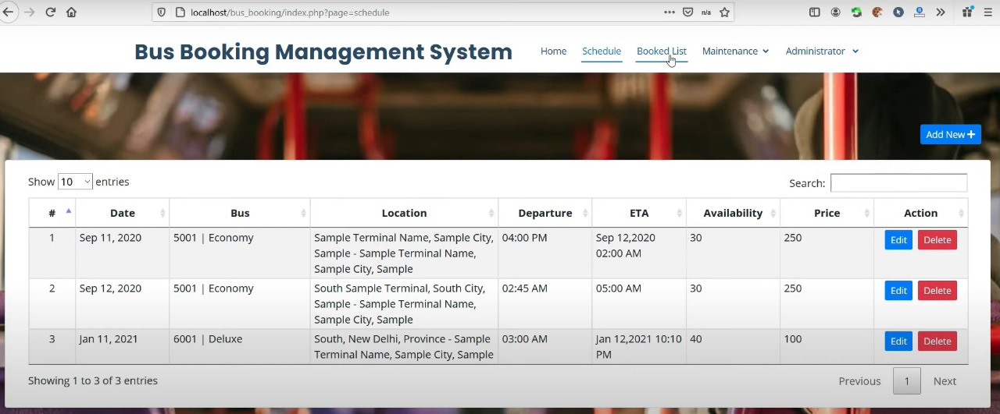 localhost/bus_booking/index.php?page=schedule
n/a
Bus Booking Management System
Home Schedule Booked List Maintenance Administrator
Add New +
Show 10 entries
Search:
# Date Bus Location Departure ETA Availability Price Action
1 Sep 11, 2020 5001 | Economy Sample Terminal Name, Sample City, 04:00 PM Sep 12,2020 30 250 Edit Delete
Sample - Sample Terminal Name, 02:00 AM
Sample City, Sample
2 Sep 12, 2020 5001 | Economy South Sample Terminal, South City, 02:45 AM 05:00 AM 30 250 Edit Delete
Sample - Sample Terminal Name,
Sample City, Sample
3 Jan 11, 2021 6001 | Deluxe South, New Delhi, Province - Sample 03:00 AM Jan 12,2021 10:10 40 100 Edit Delete
Terminal Name, Sample City, Sample PM
Showing 1 to 3 of 3 entries
Previous 1 Next